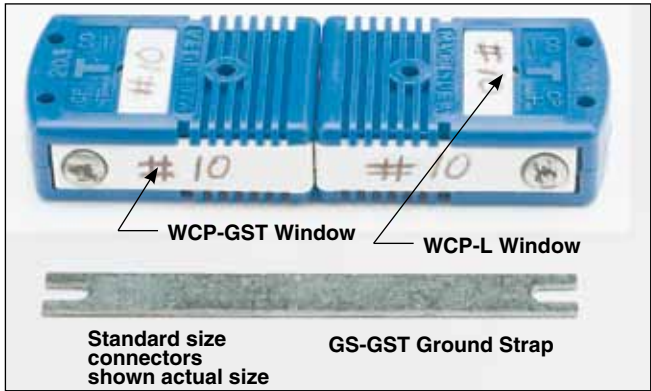 #10
#10
# 10
# 10
WCP-GST Window
WCP-L Window
Standard size
connectors
shown actual size
GS-GST Ground Strap